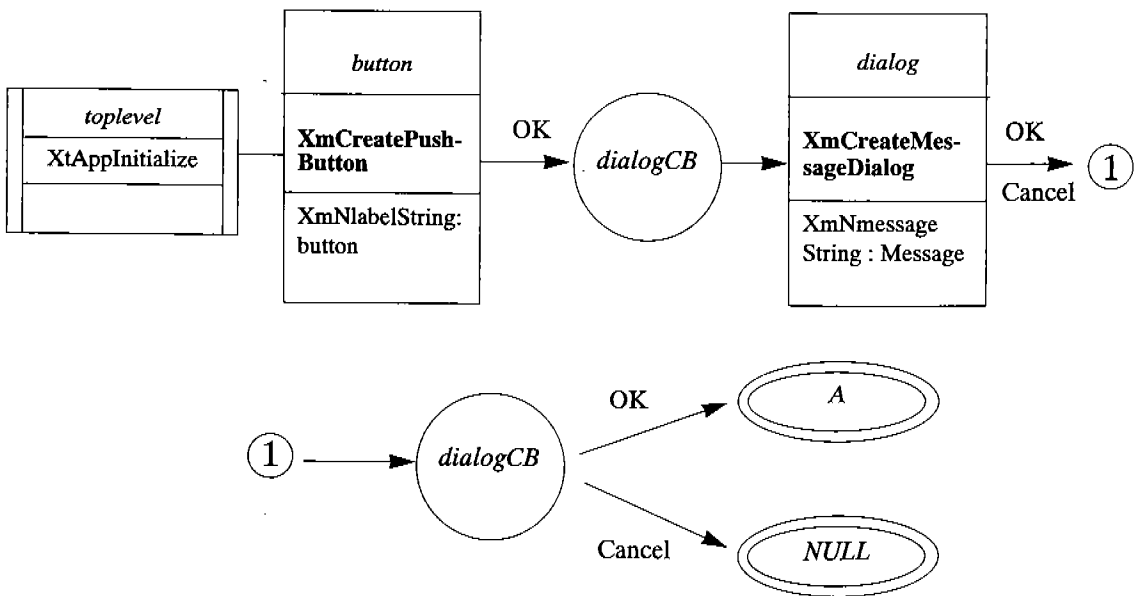 toplevel
XtAppInitialize
button
XmCreatePush-
Button
XmNlabelString:
button
OK
dialogCB
dialog
XmCreateMes-
sageDialog
XmNmessage
String : Message
OK
Cancel
1
1
dialogCB
OK
A
Cancel
NULL